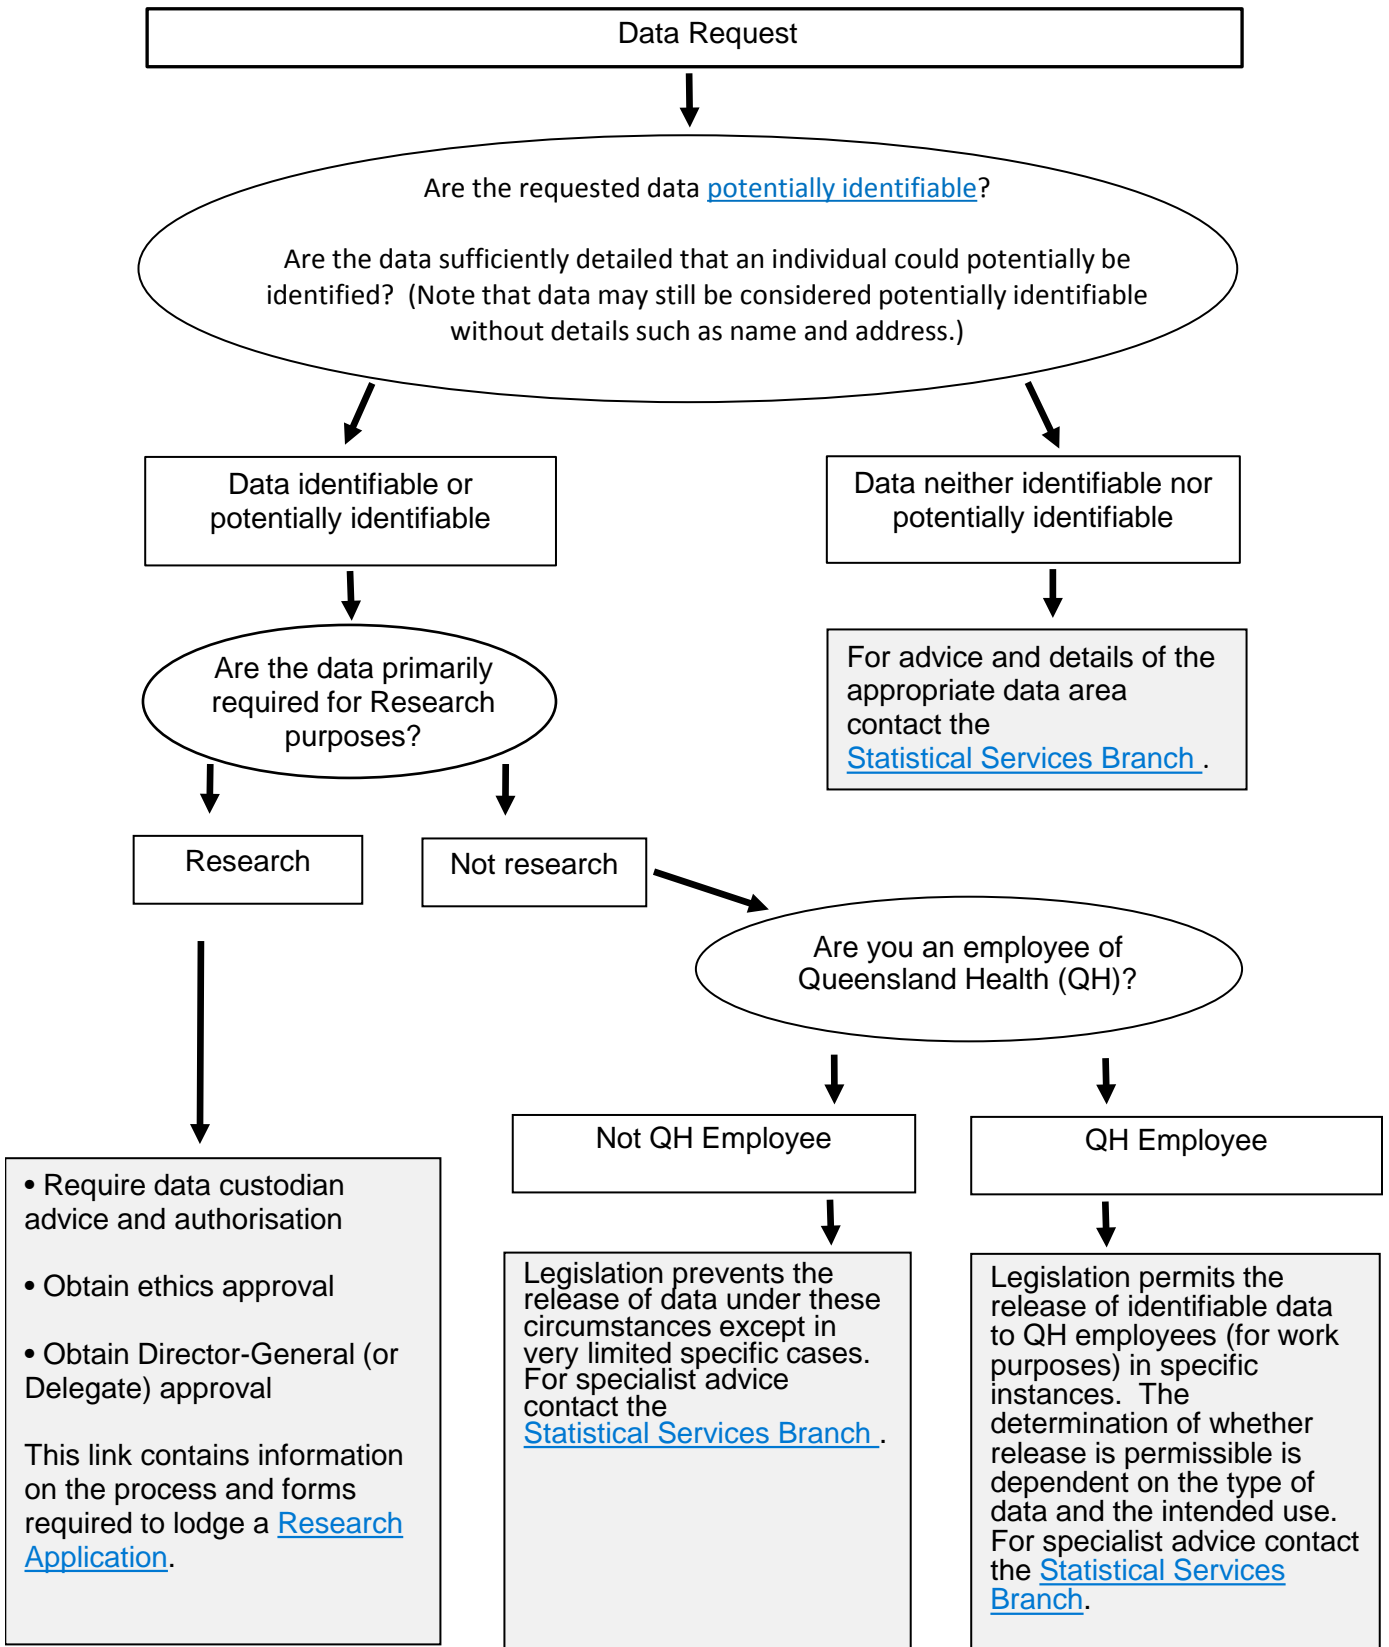 Data Request
Are the requested data potentially identifiable?
Are the data sufficiently detailed that an individual could potentially be
identified?  (Note that data may still be considered potentially identifiable
without details such as name and address.)
Data identifiable or
potentially identifiable
Data neither identifiable nor
potentially identifiable
Are the data primarily
required for Research
purposes?
For advice and details of the
appropriate data area
contact the
Statistical Services Branch .
Research
Not research
Are you an employee of
Queensland Health (QH)?
Not QH Employee
QH Employee
• Require data custodian
advice and authorisation
• Obtain ethics approval
• Obtain Director-General (or
Delegate) approval
This link contains information
on the process and forms
required to lodge a Research
Application.
Legislation prevents the
release of data under these
circumstances except in
very limited specific cases.
For specialist advice
contact the
Statistical Services Branch .
Legislation permits the
release of identifiable data
to QH employees (for work
purposes) in specific
instances.  The
determination of whether
release is permissible is
dependent on the type of
data and the intended use.
For specialist advice contact
the Statistical Services
Branch.